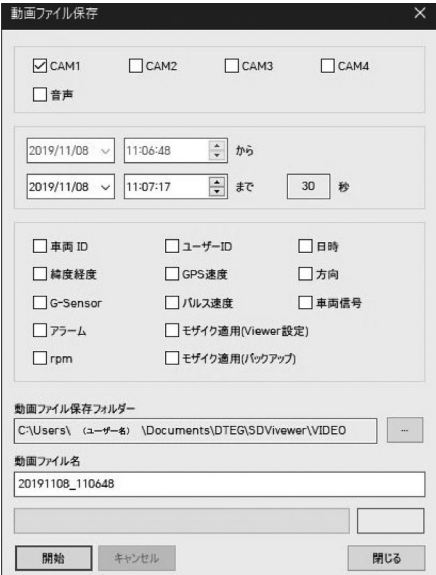 動画ファイル保存
CAM1 CAM2 CAM3 CAM4
音声
2019/11/08 11:06:48 から
2019/11/08 11:07:17 まで 30 秒
車両 ID ユーザーID 日時
緯度経度 GPS速度 方向
G-Sensor パルス速度 車両信号
アラーム モザイク適用(Viewer設定)
rpm モザイク適用(バックアップ)
動画ファイル保存フォルダー
C:\Users\ (ユーザー名) \Documents\DTEG\SDVivewer\VIDEO ...
動画ファイル名
20191108_110648
開始 キャンセル 閉じる